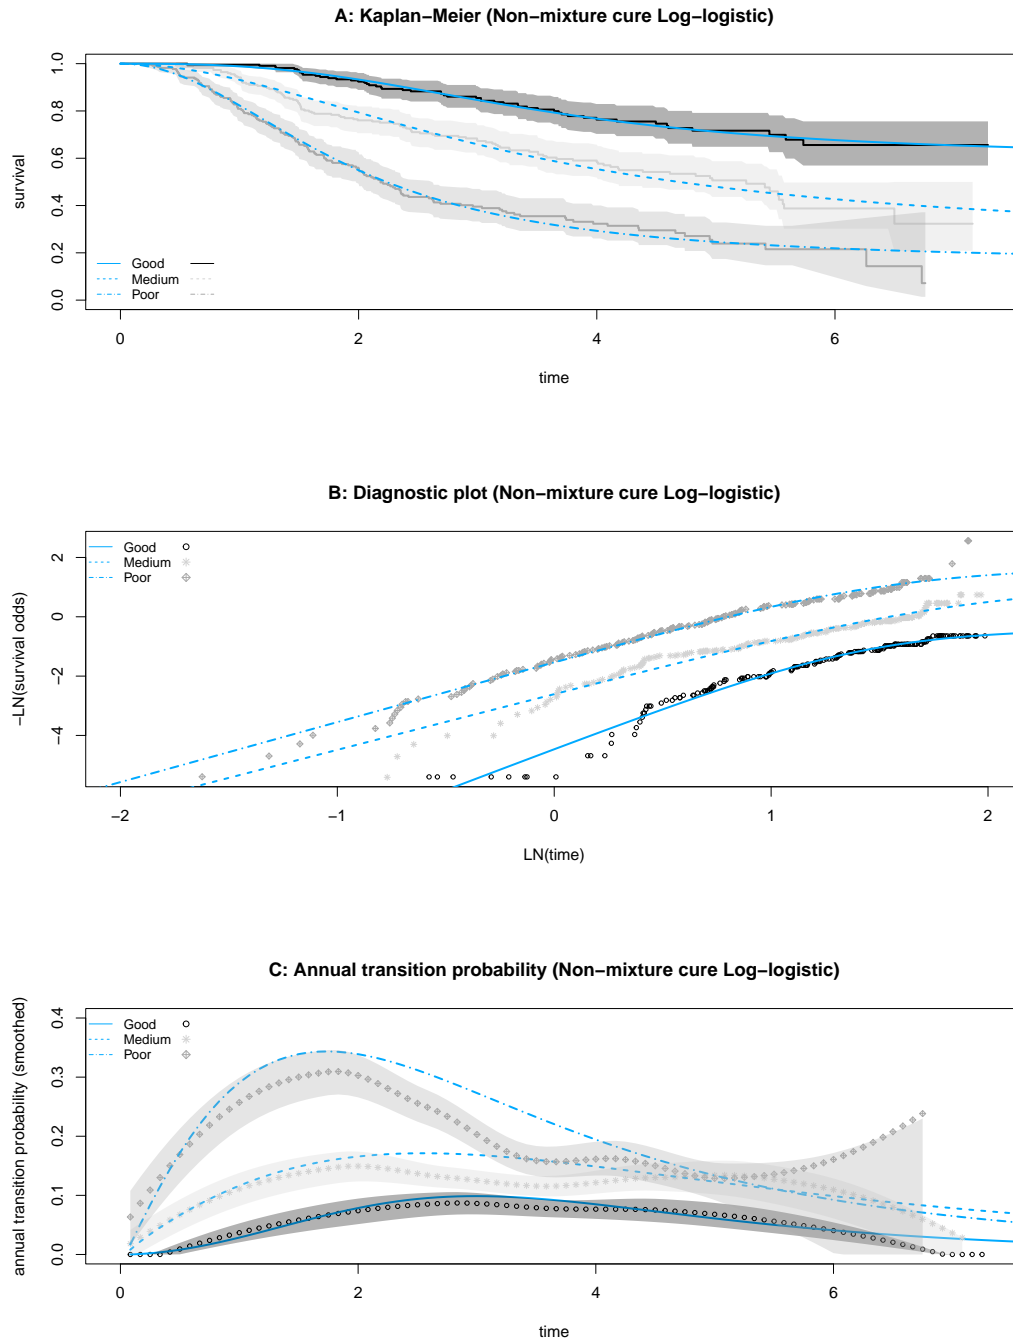 A: Kaplan−Meier (Non−mixture cure Log−logistic)
survival
1.0
0.8
0.6
0.4
0.2
0.0
Good
Medium
Poor
0 2 4 6
time
B: Diagnostic plot (Non−mixture cure Log−logistic)
−LN(survival odds)
2
0
−2
−4
Good
Medium
Poor
−2 −1 0 1 2
LN(time)
C: Annual transition probability (Non−mixture cure Log−logistic)
annual transition probability (smoothed)
0.4
0.3
0.2
0.1
0.0
Good
Medium
Poor
0 2 4 6
time